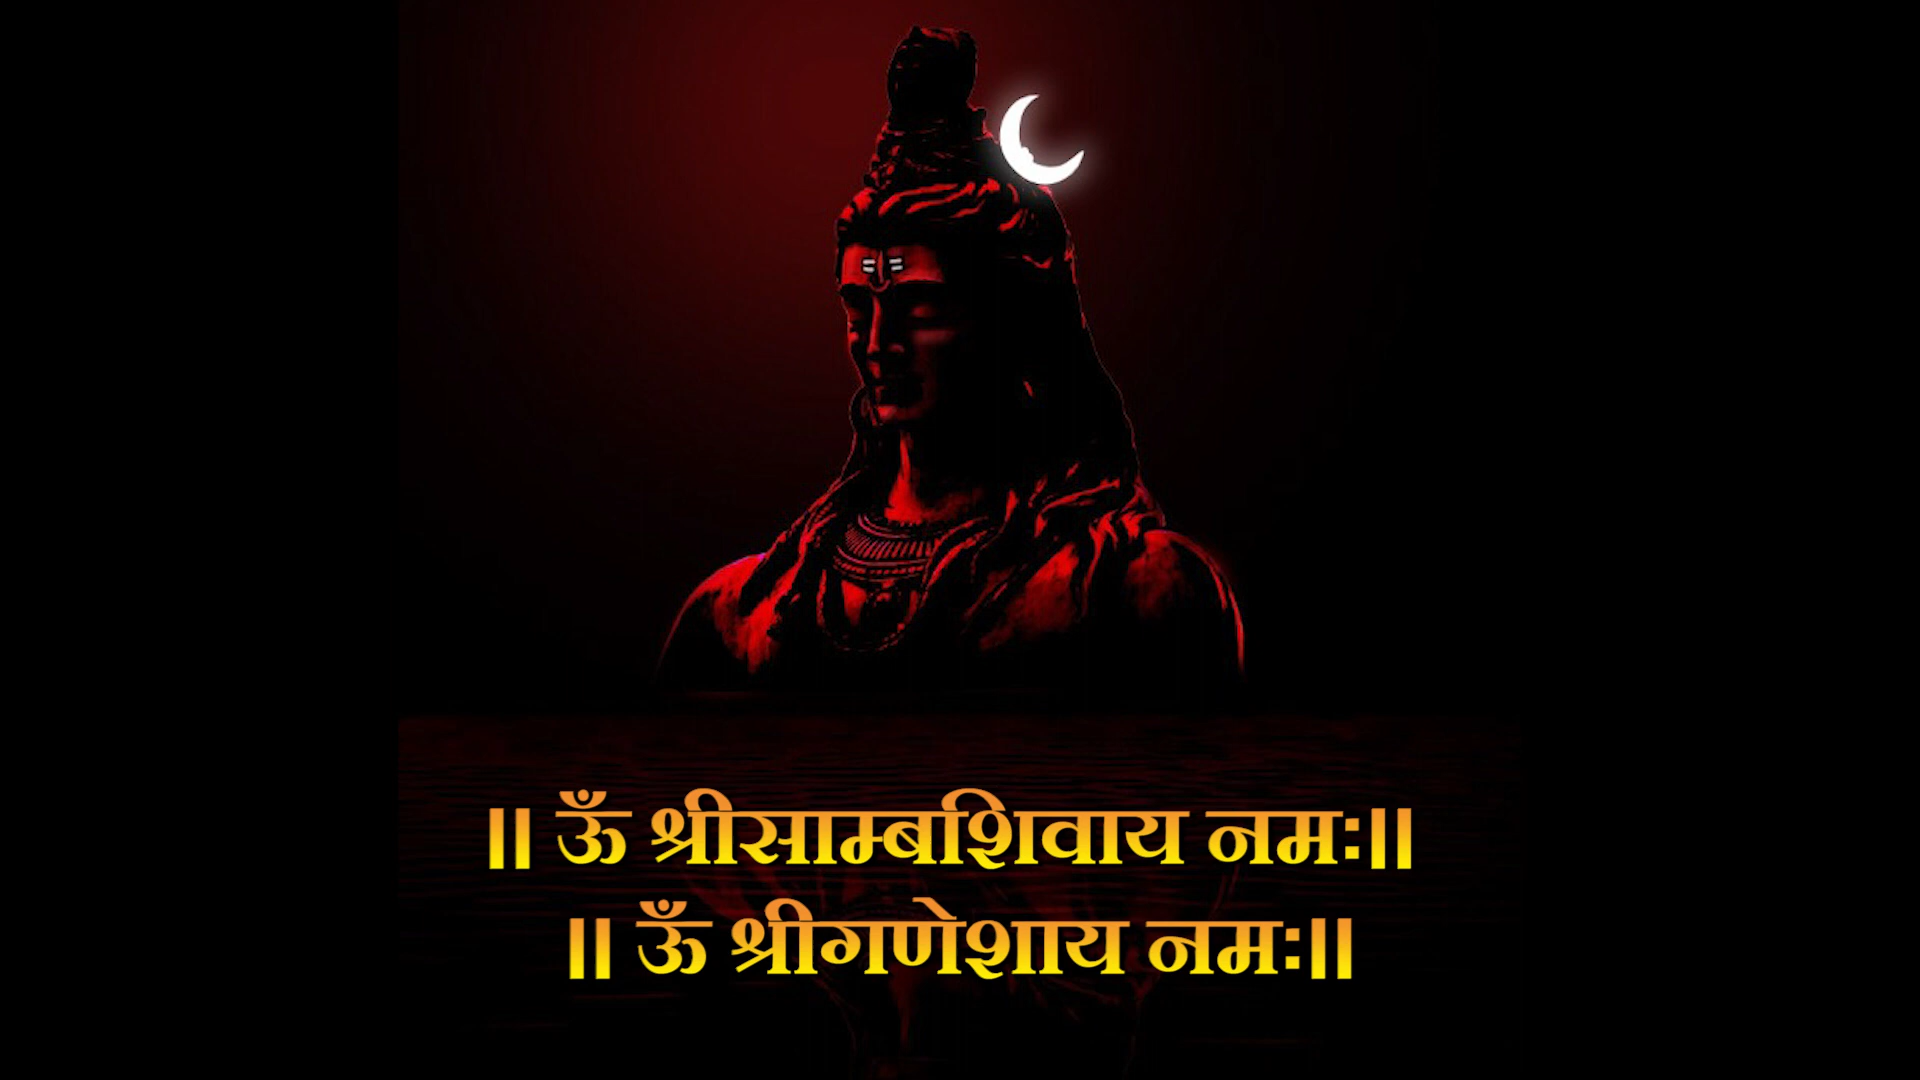 || ऊँ श्रीसाम्बशिवाय नमः||
|| ऊँ श्रीगणेशाय नमः||